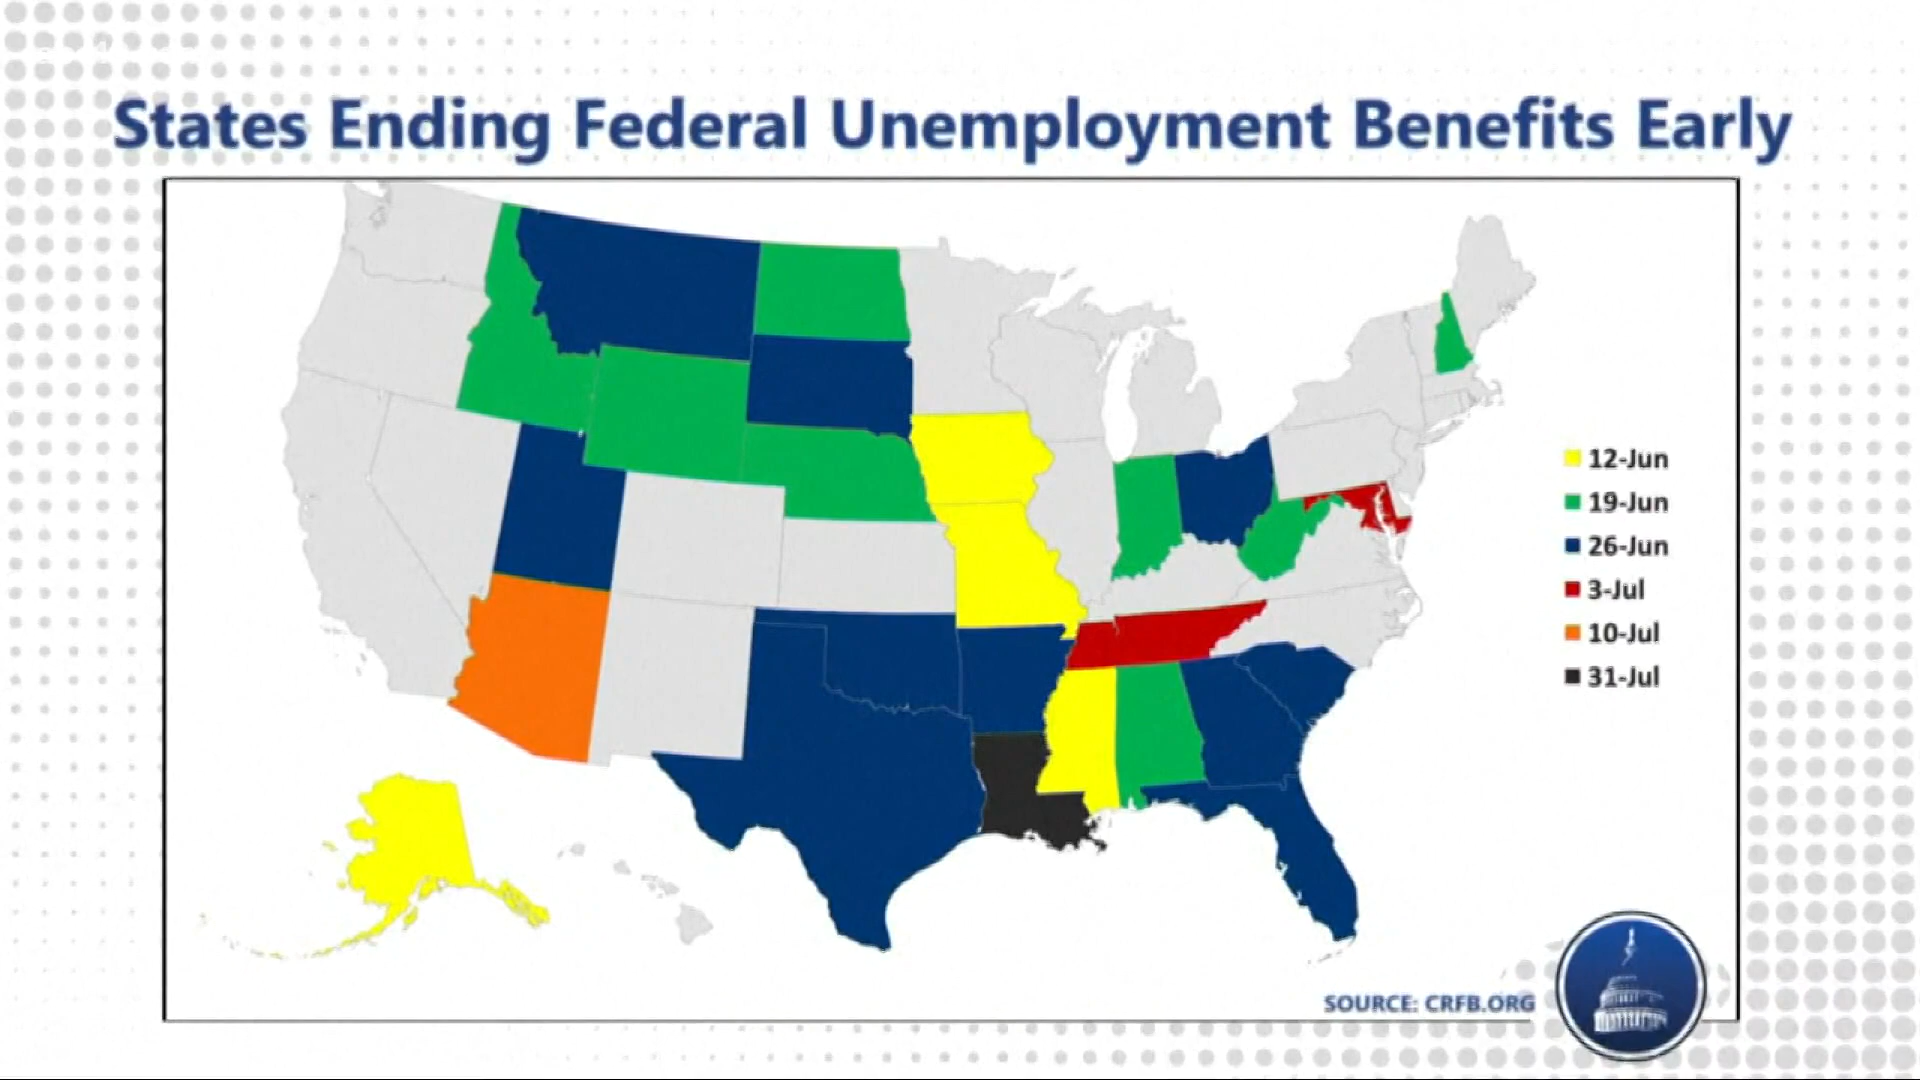 States Ending Federal Unemployment Benefits Early
12-Jun
19-Jun
26-Jun
3-Jul
10-Jul
31-Jul
SOURCE: CRFB.ORG